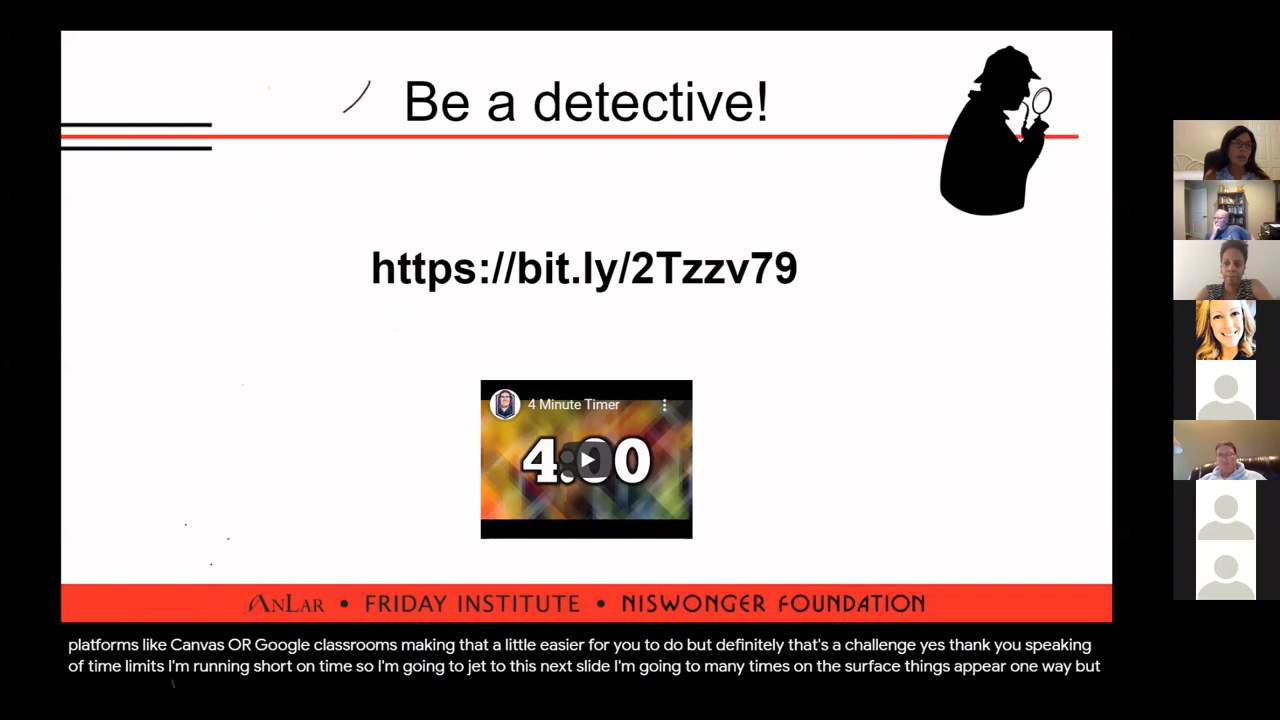 Be a detective!
https://bit.ly/2Tzzv79
4 Minute Timer
4:00
ANLAR • FRIDAY INSTITUTE • NISWONGER FOUNDATION
platforms like Canvas OR Google classrooms making that a little easier for you to do but definitely that's a challenge yes thank you speaking
of time limits I'm running short on time so I'm going to jet to this next slide I'm going to many times on the surface things appear one way but